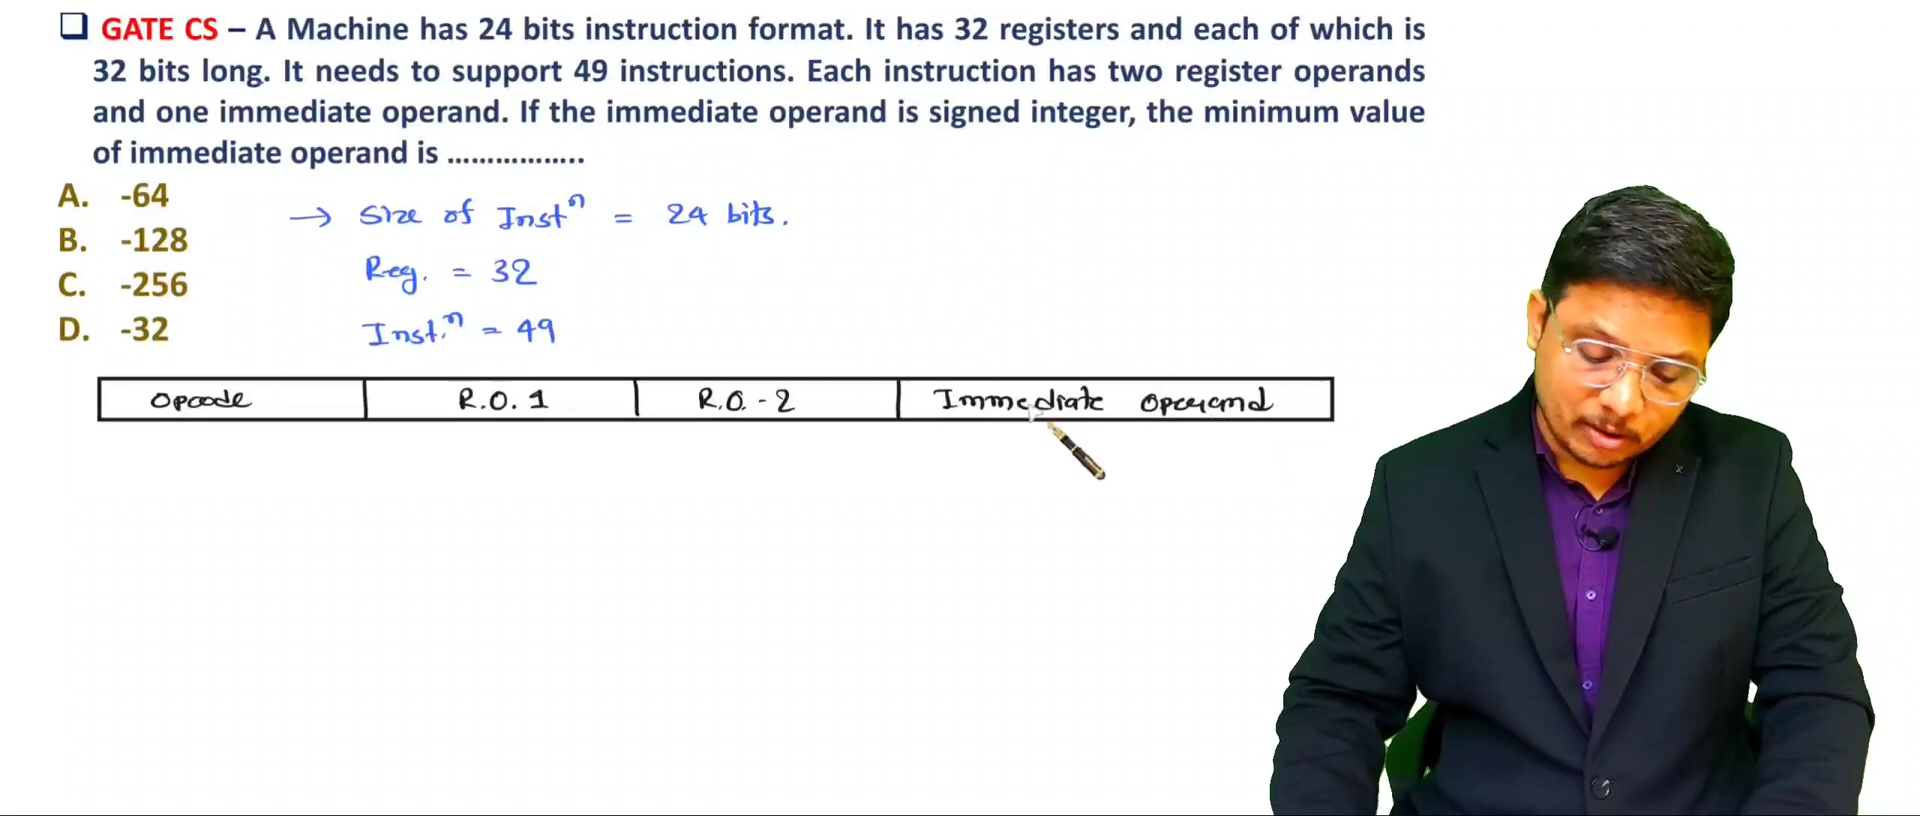 ❑ GATE CS – A Machine has 24 bits instruction format. It has 32 registers and each of which is
32 bits long. It needs to support 49 instructions. Each instruction has two register operands
and one immediate operand. If the immediate operand is signed integer, the minimum value
of immediate operand is .................
A. -64
B. -128
C. -256
D. -32
→ Size of Instⁿ = 24 bits.
Reg. = 32
Inst.ⁿ = 49
Opcode R.O. 1 R.O. - 2 Immediate Operand